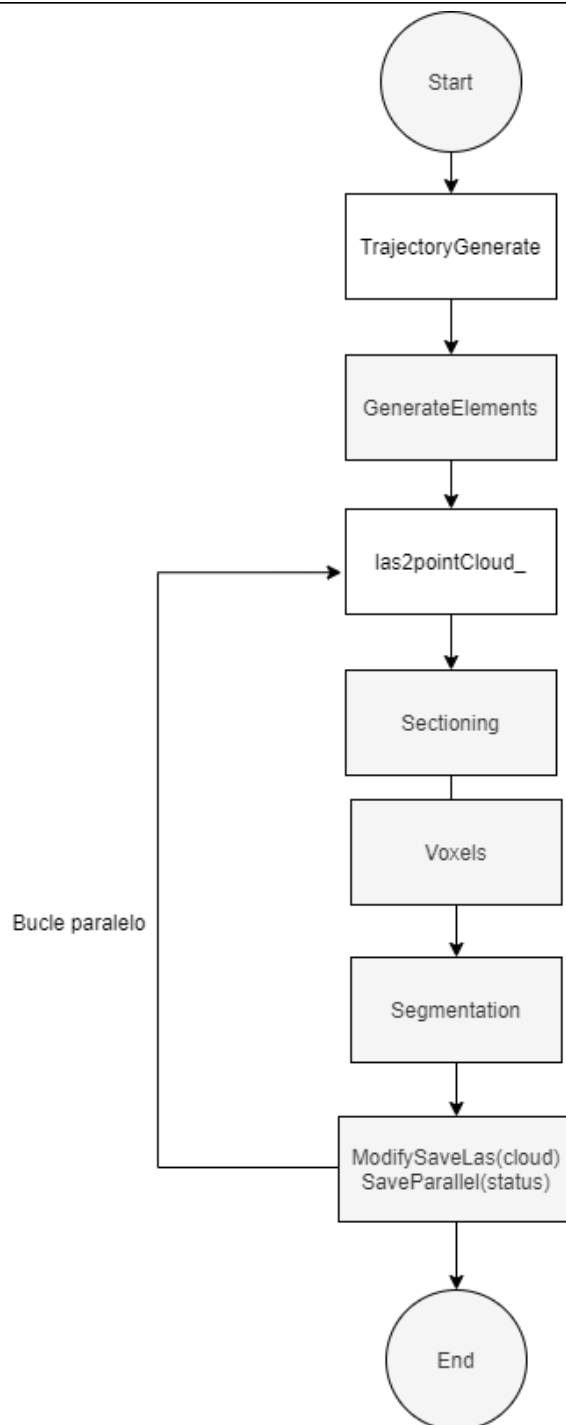 Start
TrajectoryGenerate
GenerateElements
las2pointCloud_
Sectioning
Voxels
Bucle paralelo
Segmentation
ModifySaveLas(cloud)
SaveParallel(status)
End